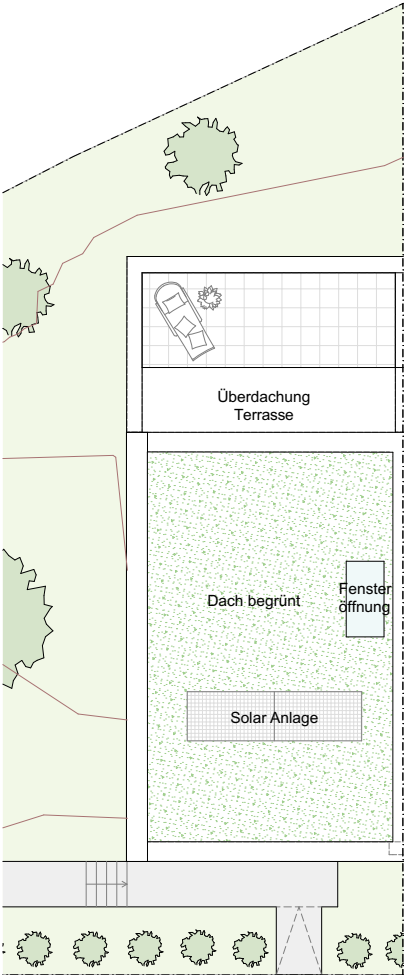 Überdachung
Terrasse
Dach begrünt
Fenster
öffnung
Solar Anlage